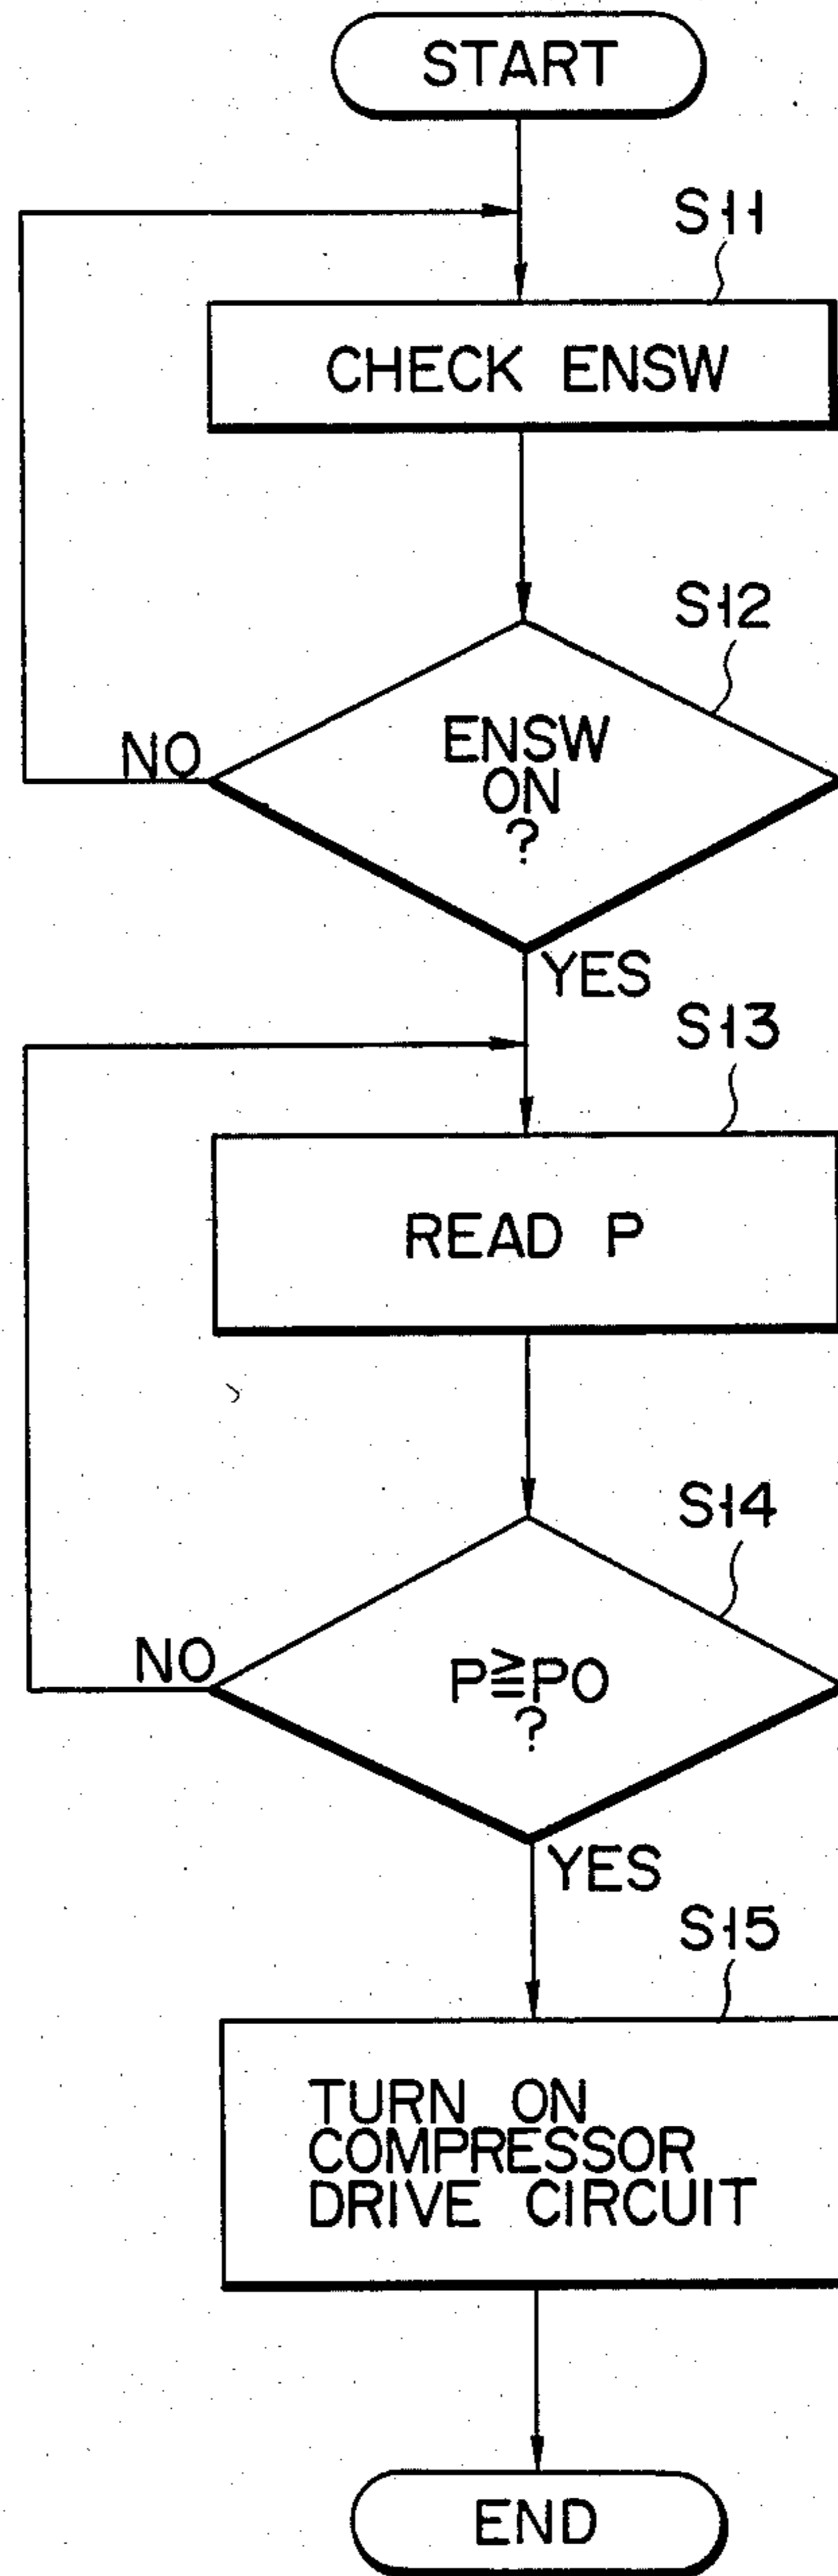 START
S11
CHECK ENSW
S12
ENSW
ON
?
NO
YES
S13
READ P
S14
P≧P0
?
NO
YES
S15
TURN ON
COMPRESSOR
DRIVE CIRCUIT
END